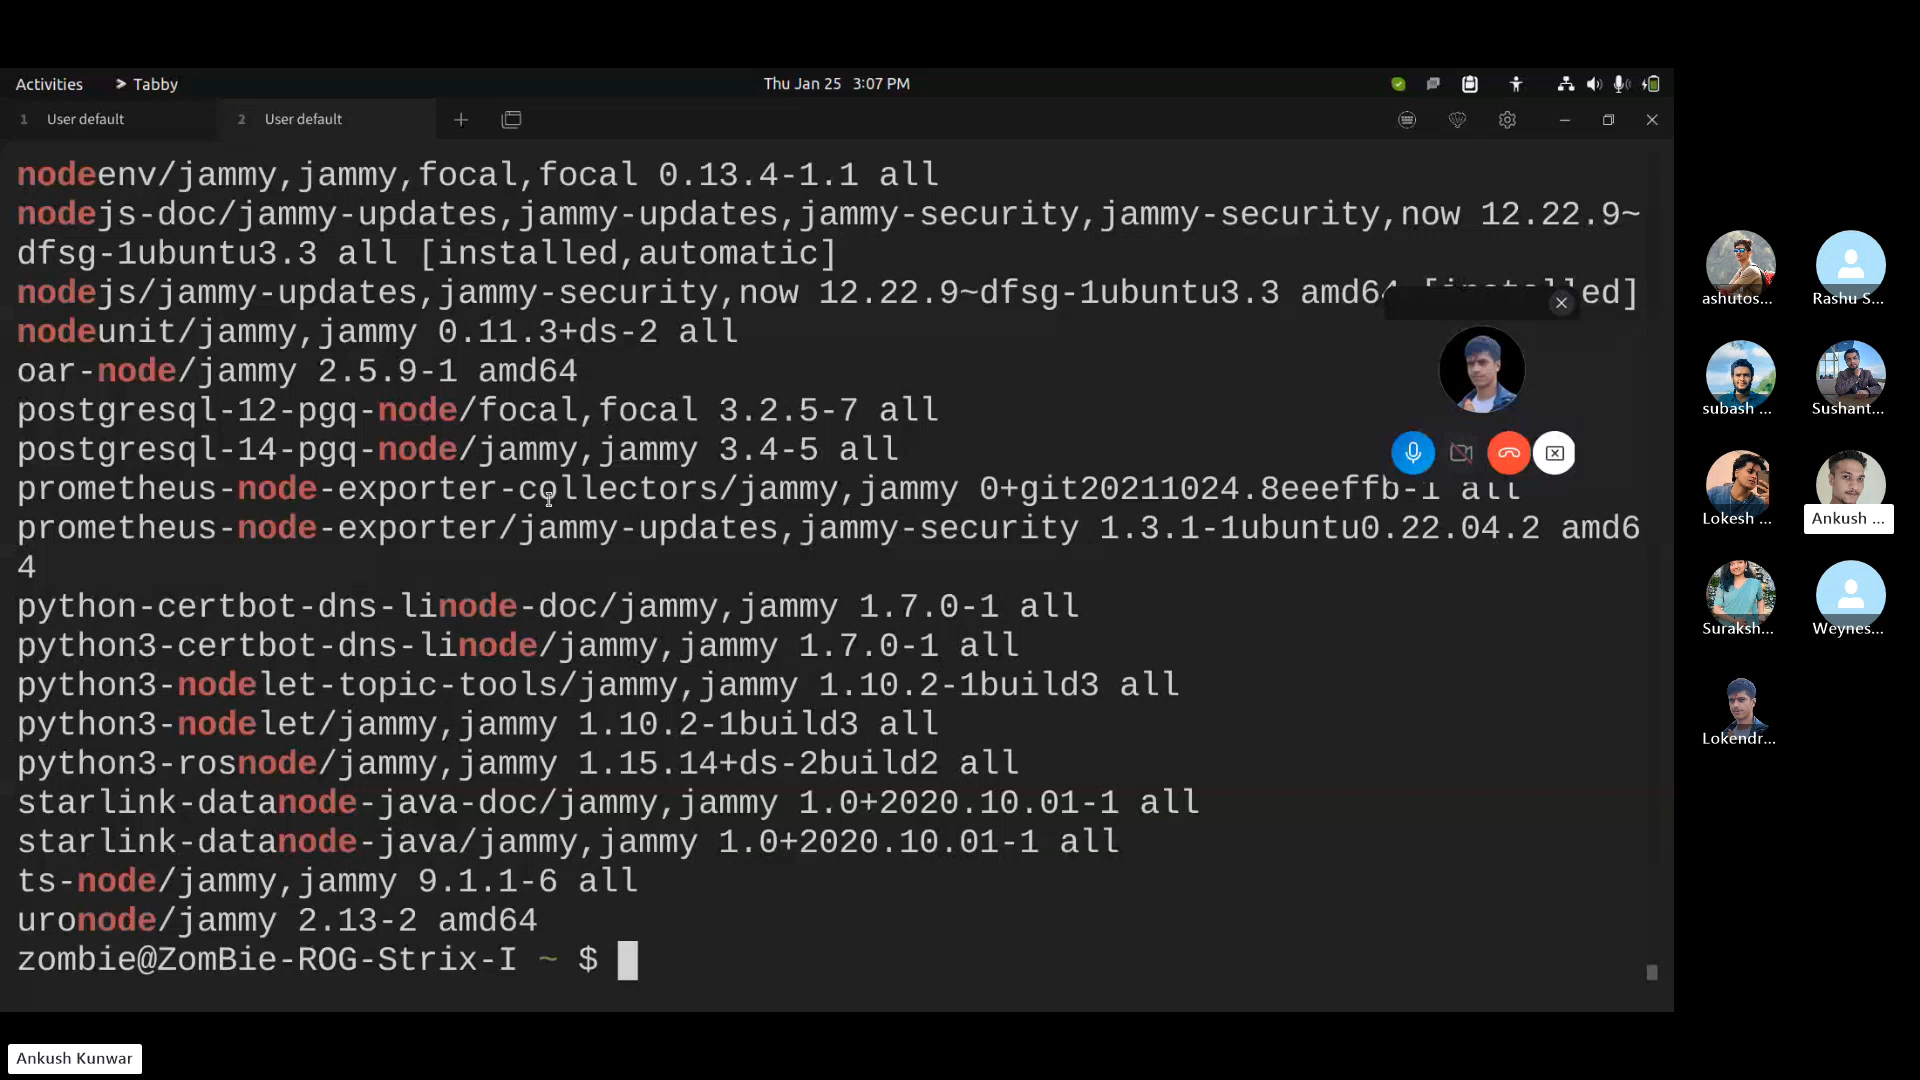 Activities
Tabby
Thu Jan 25 3:07 PM
1 User default
2 User default
nodeenv/jammy,jammy,focal,focal 0.13.4-1.1 all
nodejs-doc/jammy-updates,jammy-updates,jammy-security,jammy-security,now 12.22.9~
dfsg-1ubuntu3.3 all [installed,automatic]
nodejs/jammy-updates,jammy-security,now 12.22.9~dfsg-1ubuntu3.3 amd64 [installed]
nodeunit/jammy,jammy 0.11.3+ds-2 all
oar-node/jammy 2.5.9-1 amd64
postgresql-12-pgq-node/focal,focal 3.2.5-7 all
postgresql-14-pgq-node/jammy,jammy 3.4-5 all
prometheus-node-exporter-collectors/jammy,jammy 0+git20211024.8eeeffb-1 all
prometheus-node-exporter/jammy-updates,jammy-security 1.3.1-1ubuntu0.22.04.2 amd6
4
python-certbot-dns-linode-doc/jammy,jammy 1.7.0-1 all
python3-certbot-dns-linode/jammy,jammy 1.7.0-1 all
python3-nodelet-topic-tools/jammy,jammy 1.10.2-1build3 all
python3-nodelet/jammy,jammy 1.10.2-1build3 all
python3-rosnode/jammy,jammy 1.15.14+ds-2build2 all
starlink-datanode-java-doc/jammy,jammy 1.0+2020.10.01-1 all
starlink-datanode-java/jammy,jammy 1.0+2020.10.01-1 all
ts-node/jammy,jammy 9.1.1-6 all
uronode/jammy 2.13-2 amd64
zombie@ZomBie-ROG-Strix-I ~ $
ashutos...
Rashu S...
subash ...
Sushant...
Lokesh ...
Ankush ...
Suraksh...
Weynes...
Lokendr...
Ankush Kunwar